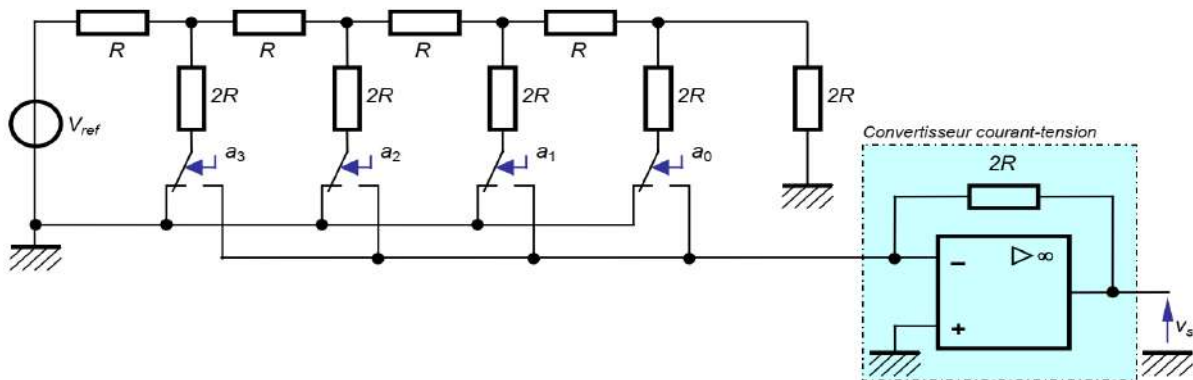 R R R R
2R 2R 2R 2R 2R
V_ref
a_3 a_2 a_1 a_0
Convertisseur courant-tension
2R
− ▷ ∞
+
v_s